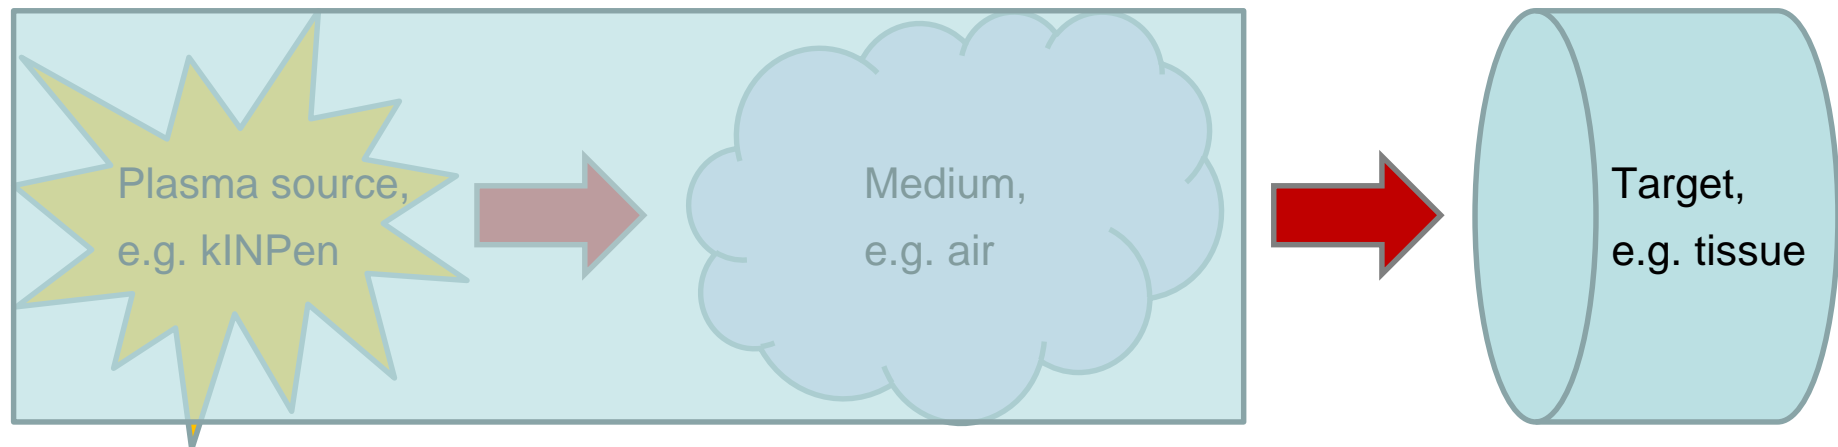 Plasma source,
e.g. kINPen
Medium,
e.g. air
Target,
e.g. tissue